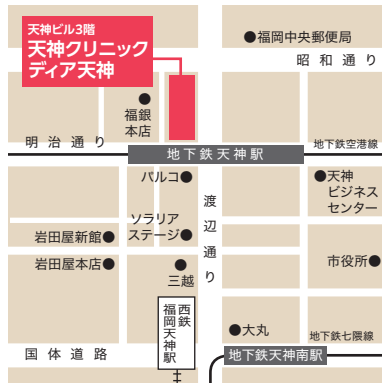 天神ビル3階
天神クリニック
ディア天神
福岡中央郵便局
昭和通り
福銀
本店
明治通り
地下鉄空港線
地下鉄天神駅
パルコ
天神
ビジネス
センター
渡辺通り
ソラリア
ステージ
岩田屋新館
岩田屋本店
市役所
三越
西鉄
福岡天神駅
大丸
地下鉄七隈線
国体道路
地下鉄天神南駅